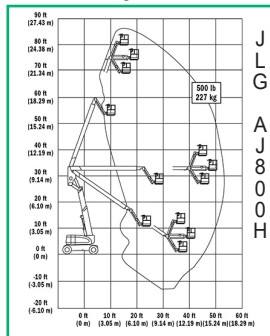 90 ft
(27.43 m)
80 ft
(24.38 m)
70 ft
(21.34 m)
60 ft
(18.29 m)
50 ft
(15.24 m)
40 ft
(12.19 m)
30 ft
(9.14 m)
20 ft
(6.10 m)
10 ft
(3.05 m)
0 ft
(0 m)
-10 ft
(-3.05 m)
-20 ft
(-6.10 m)
500 lb
227 kg
0 ft 10 ft 20 ft 30 ft 40 ft 50 ft 60 ft
(0 m) (3.05 m) (6.10 m) (9.14 m) (12.19 m) (15.24 m) (18.29 m)
JLG AJ800H